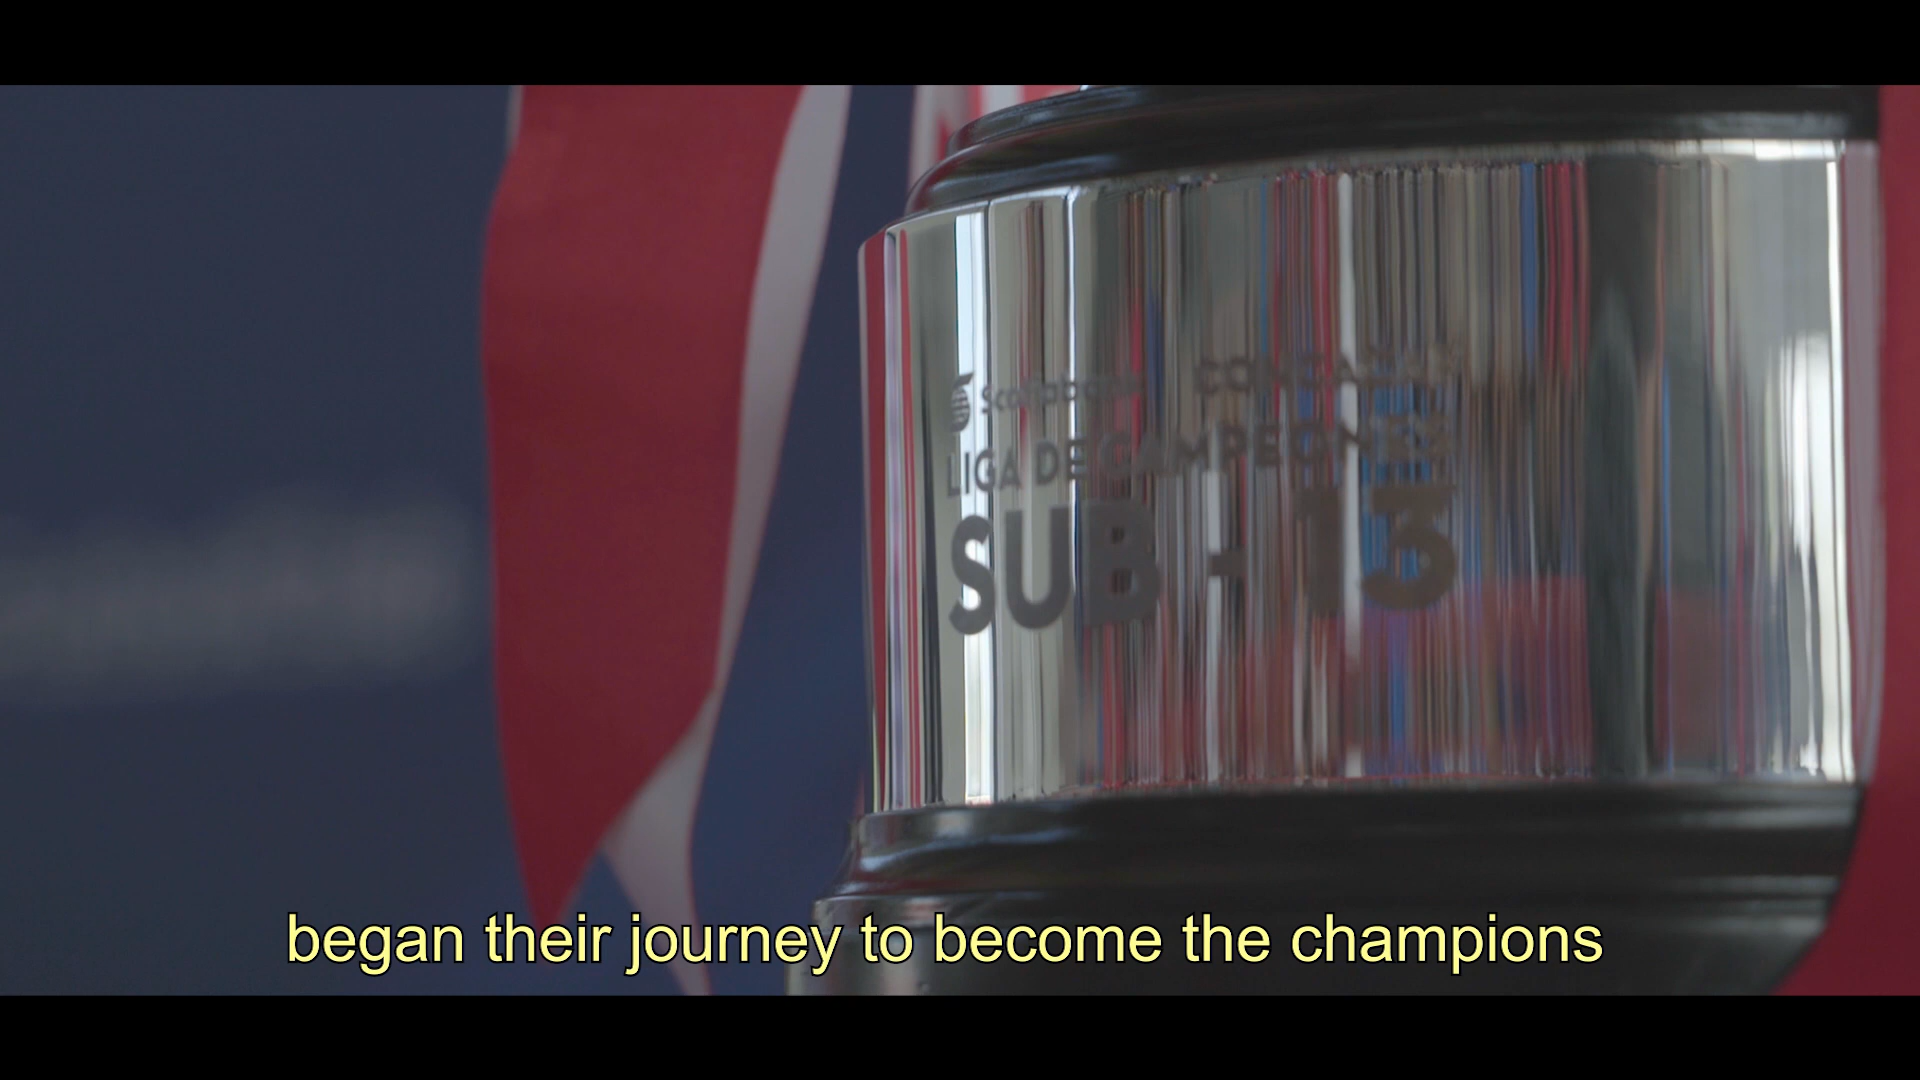 Scotiabank CONCACAF
LIGA DE CAMPEONES
SUB - 13
began their journey to become the champions